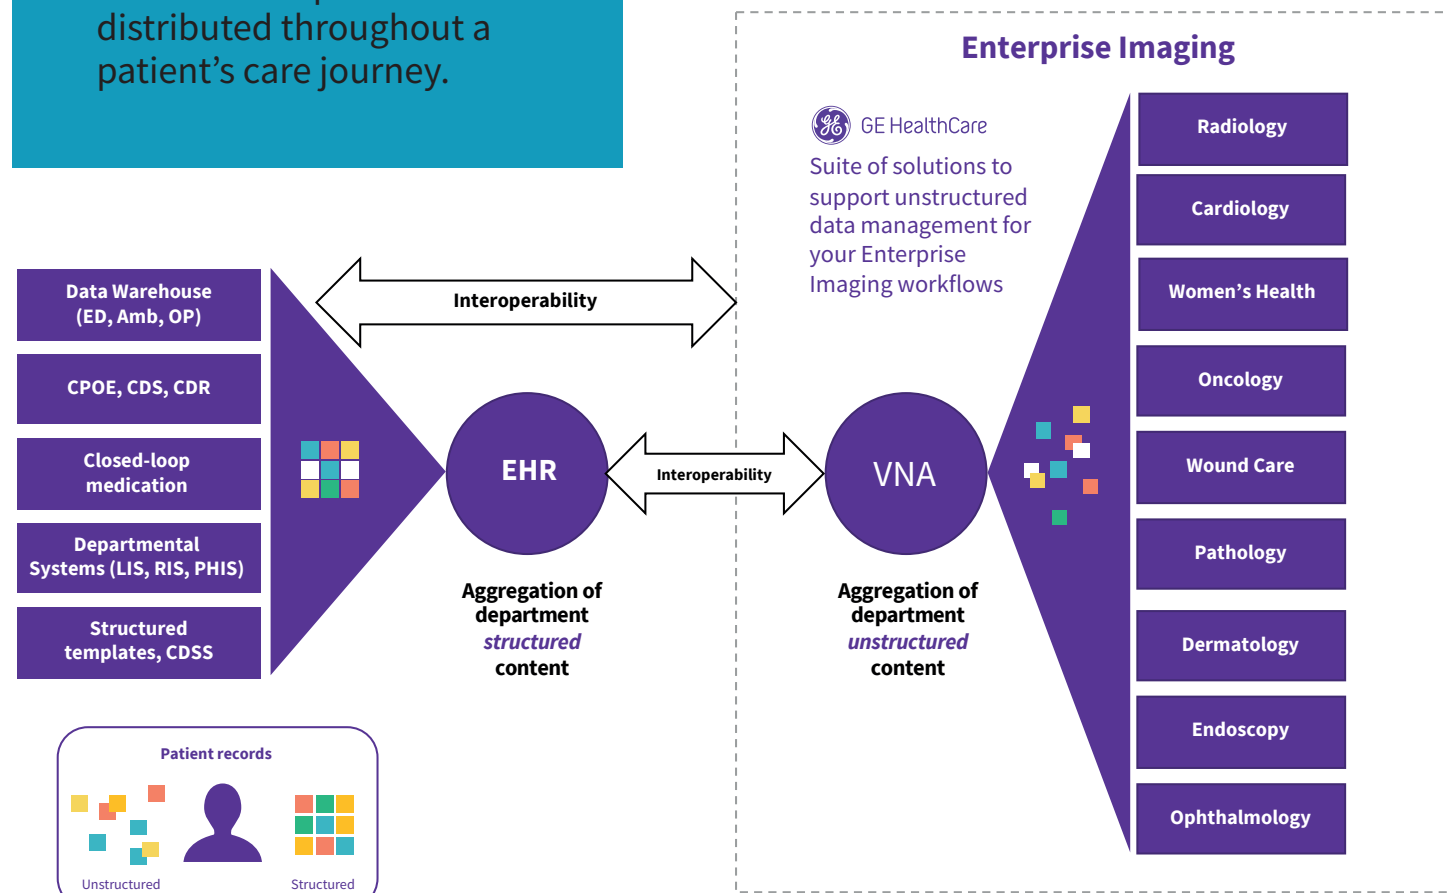 distributed throughout a
patient's care journey.
Enterprise Imaging
GE HealthCare
Suite of solutions to
support unstructured
data management for
your Enterprise
Imaging workflows
Data Warehouse
(ED, Amb, OP)
CPOE, CDS, CDR
Closed-loop
medication
Departmental
Systems (LIS, RIS, PHIS)
Structured
templates, CDSS
Interoperability
EHR
Interoperability
VNA
Aggregation of
department
structured
content
Aggregation of
department
unstructured
content
Radiology
Cardiology
Women's Health
Oncology
Wound Care
Pathology
Dermatology
Endoscopy
Ophthalmology
Patient records
Unstructured
Structured